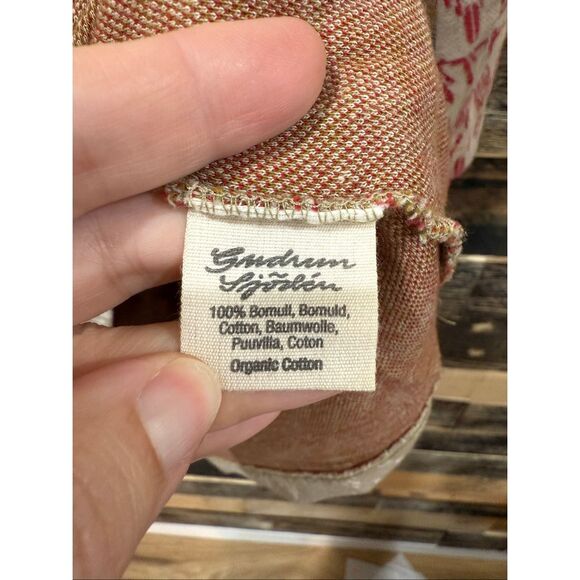 Gudrun
Sjödén
100% Bomull, Bomuld,
Cotton, Baumwolle,
Puuvilla, Coton
Organic Cotton